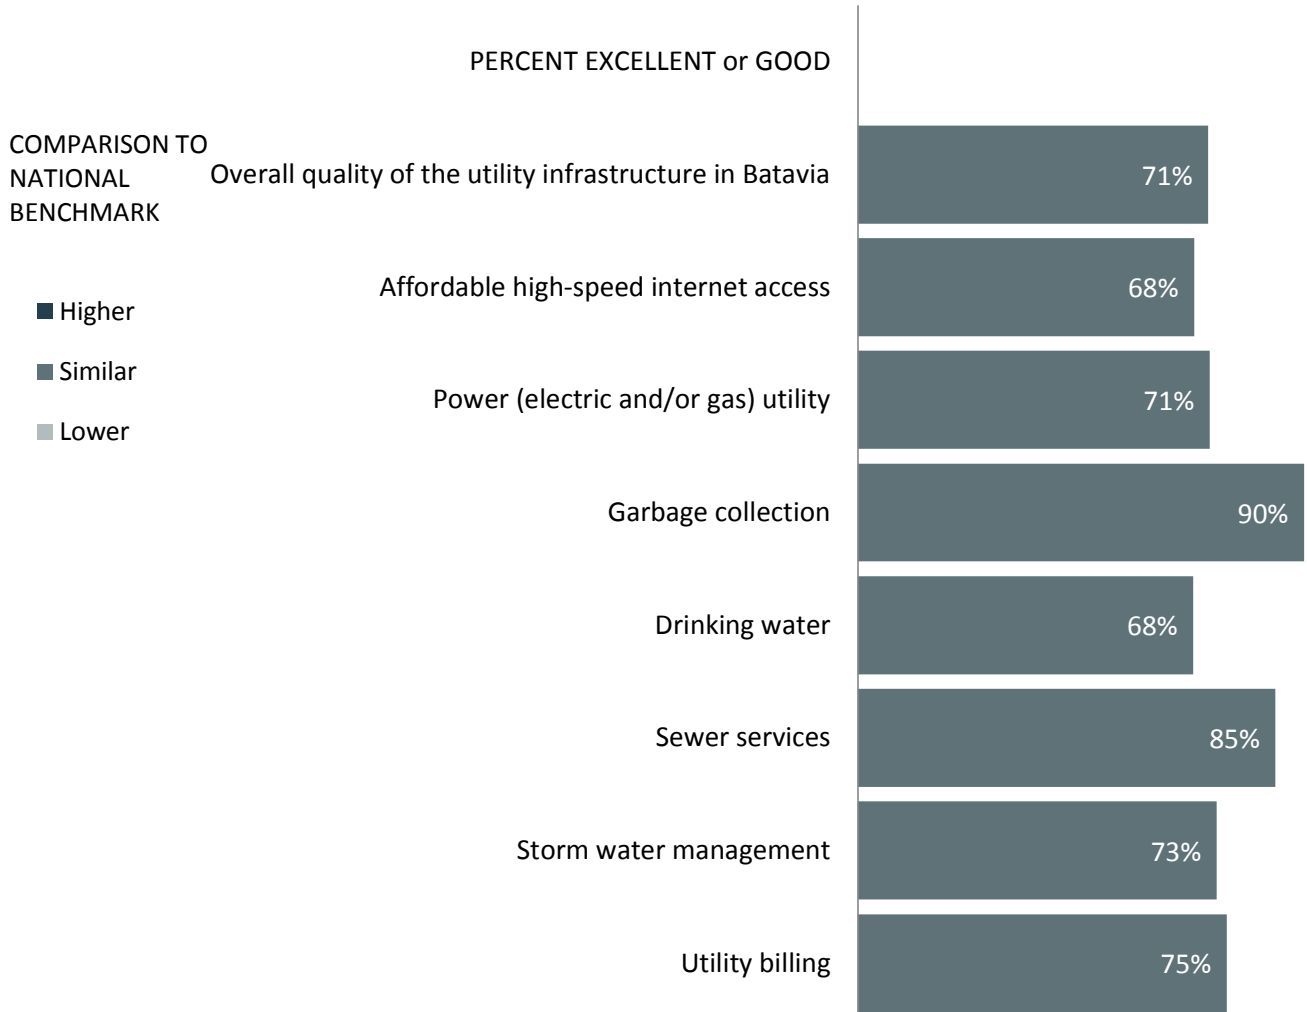 PERCENT EXCELLENT or GOOD
COMPARISON TO
NATIONAL
BENCHMARK
Higher
Similar
Lower
Overall quality of the utility infrastructure in Batavia 71%
Affordable high-speed internet access 68%
Power (electric and/or gas) utility 71%
Garbage collection 90%
Drinking water 68%
Sewer services 85%
Storm water management 73%
Utility billing 75%